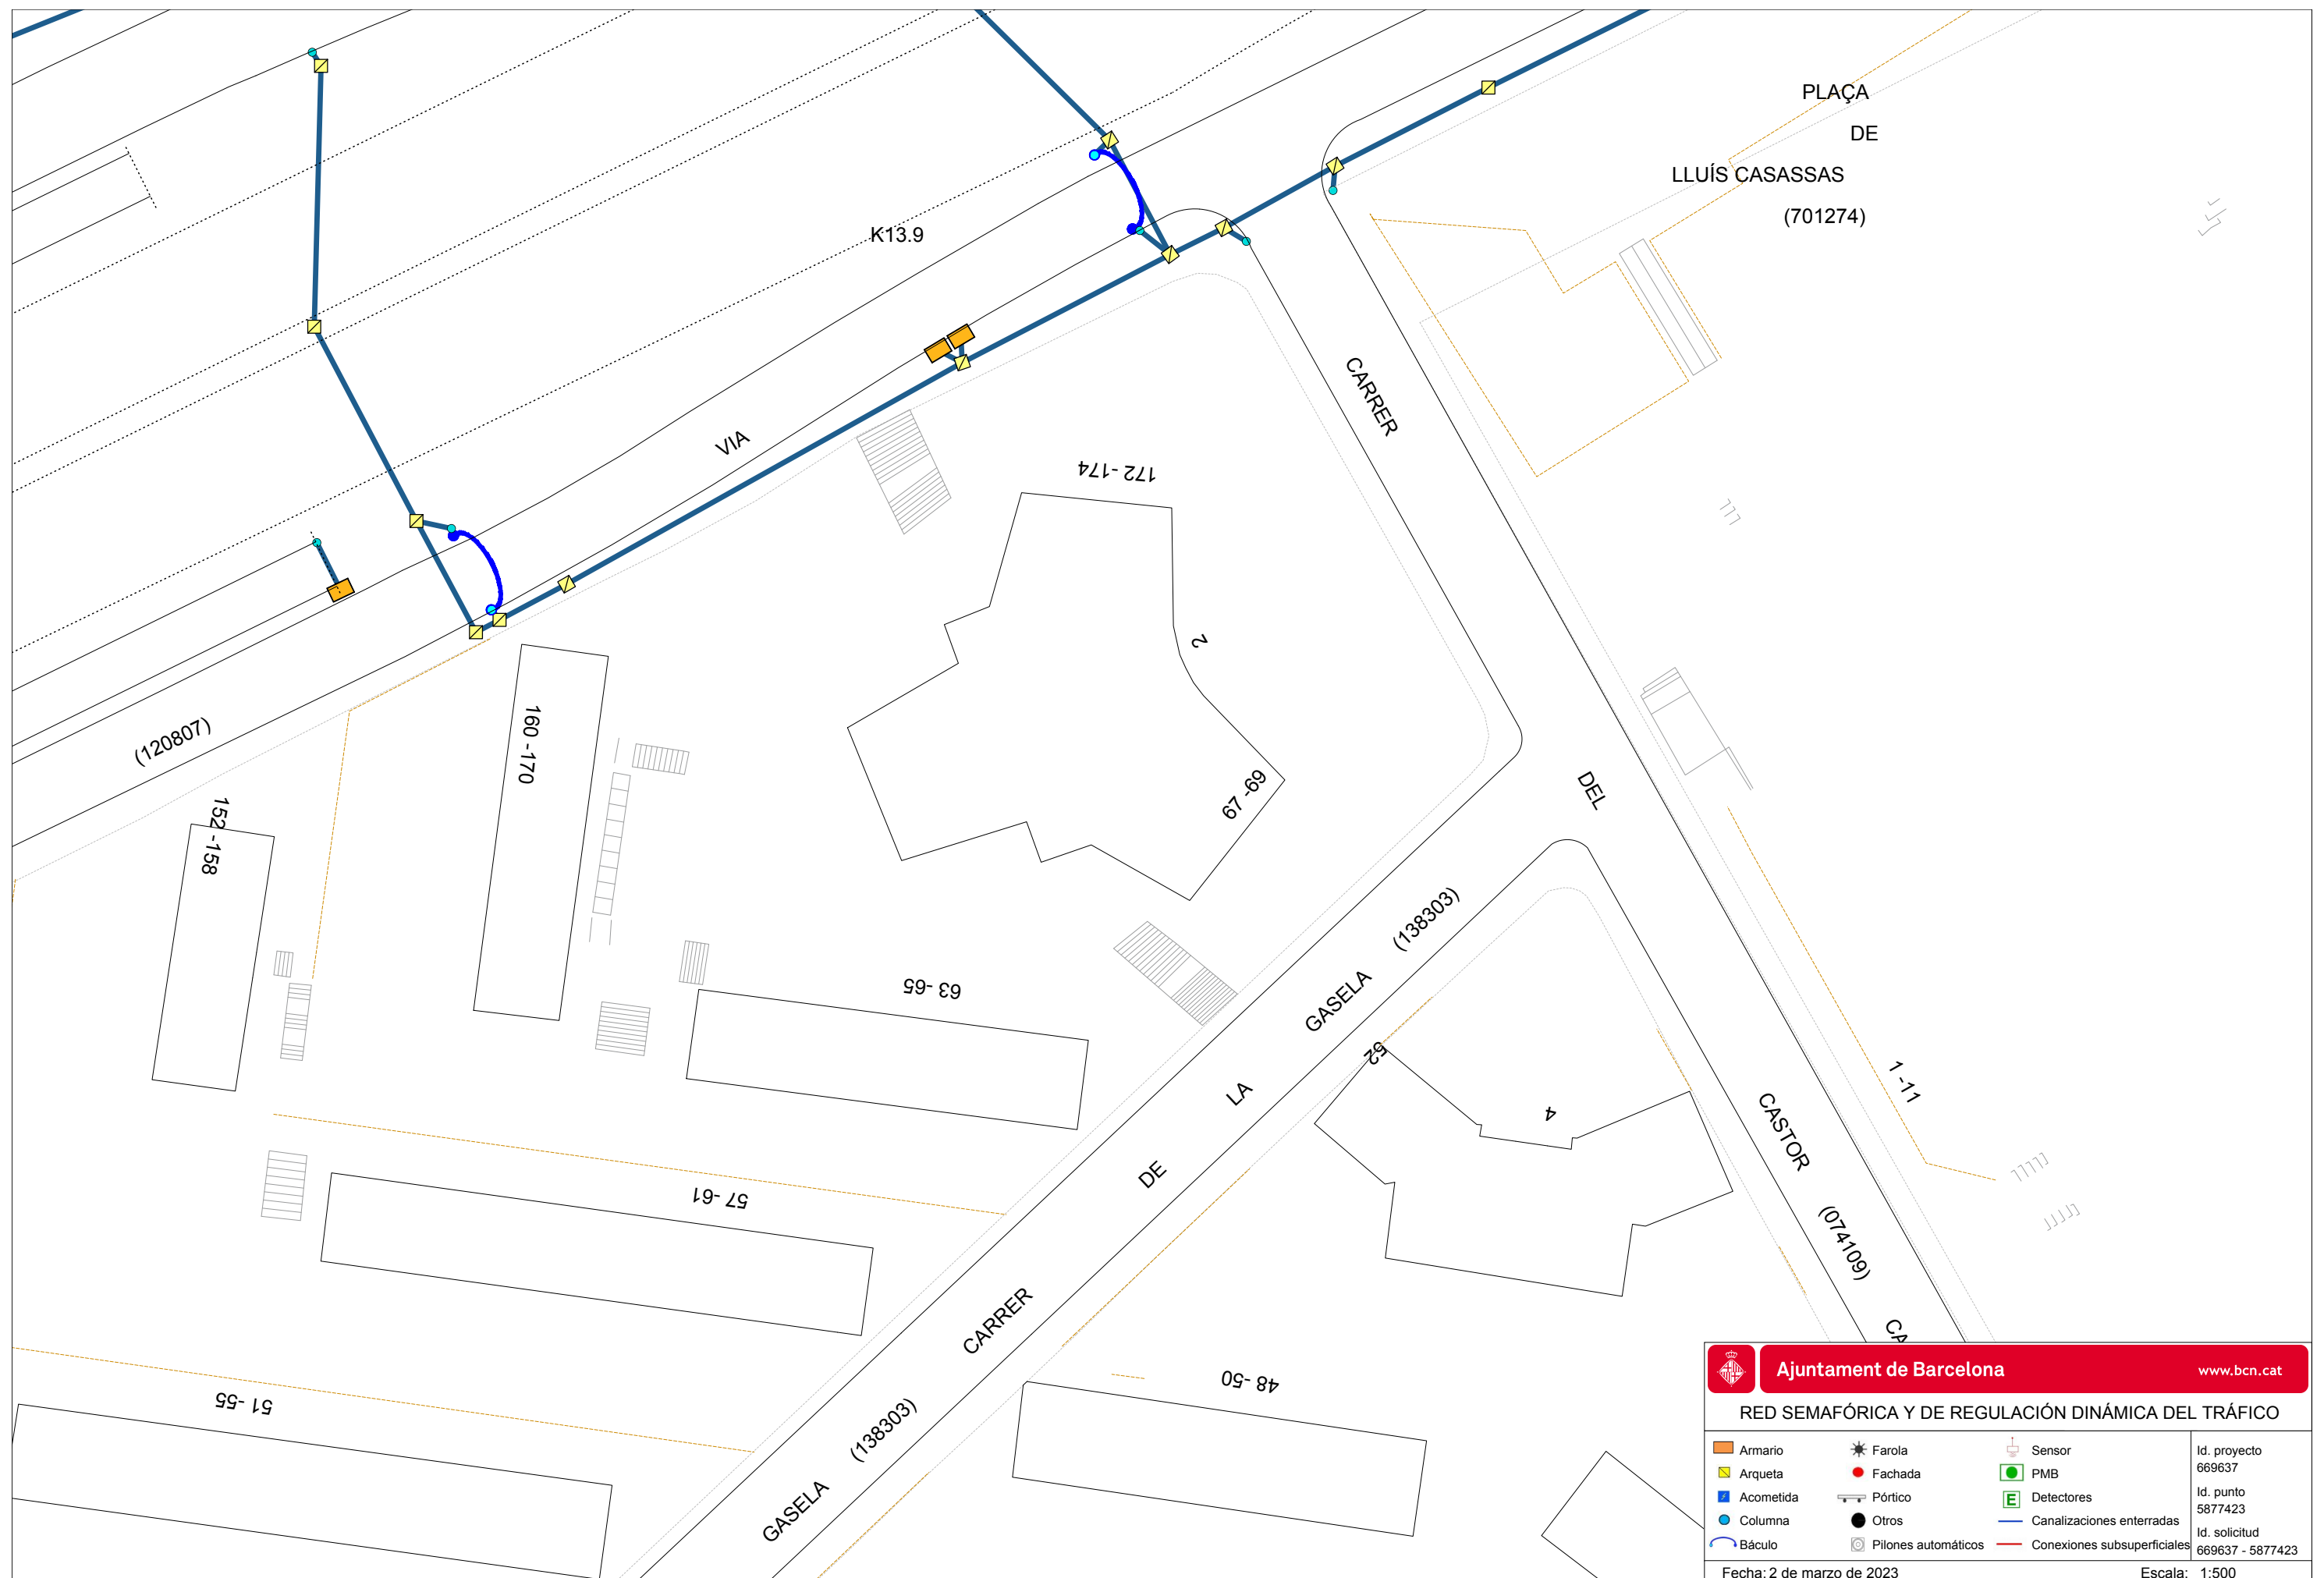 PLAÇA
DE
LLUÍS CASASSAS
(701274)
K13.9
VIA
CARRER
172 -174
2
160 -170
(120807)
152 -158
67 -69
DEL
(138303)
GASELA
63 -65
52
LA
4
1 -11
CASTOR
DE
57 -61
(074109)
CARRER
CA
51 -55
48 -50
(138303)
GASELA
Ajuntament de Barcelona
www.bcn.cat
RED SEMAFÓRICA Y DE REGULACIÓN DINÁMICA DEL TRÁFICO
Armario
Arqueta
Acometida
Columna
Báculo
Farola
Fachada
Pórtico
Otros
Pilones automáticos
Sensor
PMB
E Detectores
Canalizaciones enterradas
Conexiones subsuperficiales
Id. proyecto
669637
Id. punto
5877423
Id. solicitud
669637 - 5877423
Fecha: 2 de marzo de 2023
Escala: 1:500